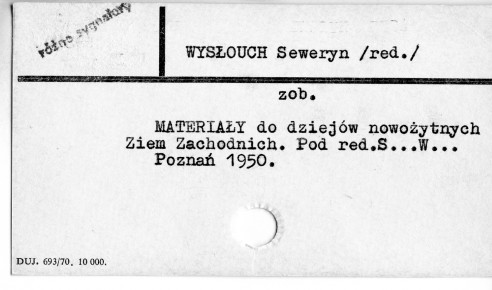 różne sygnatury
WYSŁOUCH Seweryn /red./
zob.
MATERIAŁY do dziejów nowożytnych
Ziem Zachodnich. Pod red.S...W...
Poznań 1950.
DUJ. 693/70. 10 000.